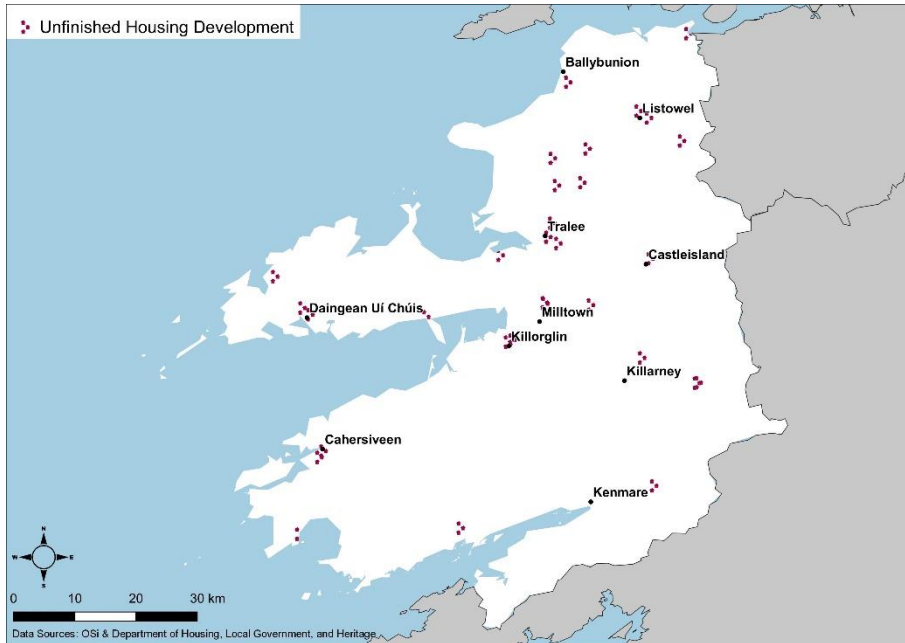 Unfinished Housing Development
Ballybunion
Listowel
Tralee
Castleisland
Daingean Uí Chúis
Milltown
Killorglin
Killarney
Cahersiveen
Kenmare
N
W E
S
0 10 20 30 km
Data Sources: OSi & Department of Housing, Local Government, and Heritage